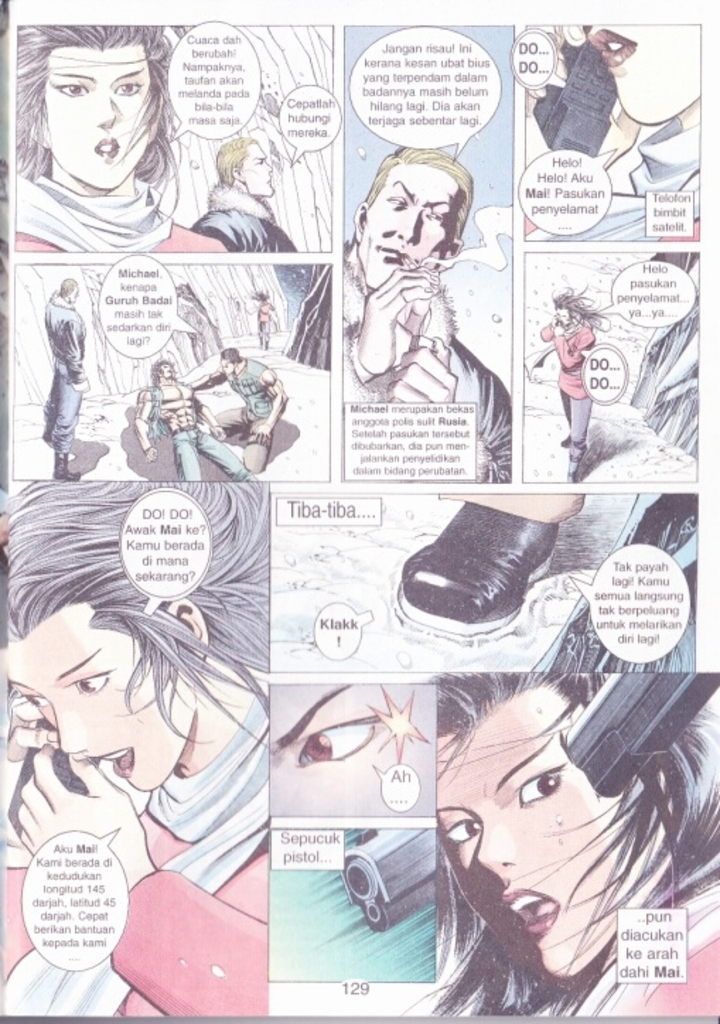 Cuaca dah
berubah!
Nampaknya,
taufan akan
melanda pada
bila-bila
masa saja.
Cepatlah
hubungi
mereka.
Jangan risau! Ini
kerana kesan ubat bius
yang terpendam dalam
badannya masih belum
hilang lagi. Dia akan
terjaga sebentar lagi.
DO...
DO...
Helo!
Helo! Aku
Mai! Pasukan
penyelamat
....
Telofon
bimbit
satelit.
Michael,
kenapa
Guruh Badai
masih tak
sedarkan diri
lagi?
Michael merupakan bekas
anggota polis sulit Rusia.
Setelah pasukan tersebut
dibubarkan, dia pun men-
jalankan penyelidikan
dalam bidang perubatan.
Helo
pasukan
penyelamat...
ya...ya....
DO...
DO...
DO! DO!
Awak Mai ke?
Kamu berada
di mana
sekarang?
Tiba-tiba....
Klakk
!
Tak payah
lagi! Kamu
semua langsung
tak berpeluang
untuk melarikan
diri lagi!
Aku Mai!
Kami berada di
kedudukan
longitud 145
darjah, latitud 45
darjah. Cepat
berikan bantuan
kepada kami
....
Ah
....
Sepucuk
pistol...
..pun
diacukan
ke arah
dahi Mai.
129